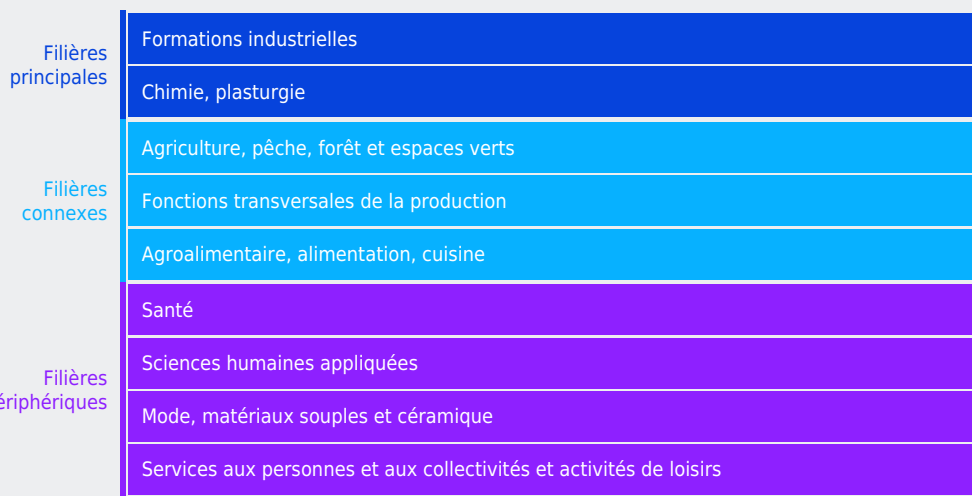 Filières
principales
Formations industrielles
Chimie, plasturgie
Filières
connexes
Agriculture, pêche, forêt et espaces verts
Fonctions transversales de la production
Agroalimentaire, alimentation, cuisine
Filières
ériphériques
Santé
Sciences humaines appliquées
Mode, matériaux souples et céramique
Services aux personnes et aux collectivités et activités de loisirs